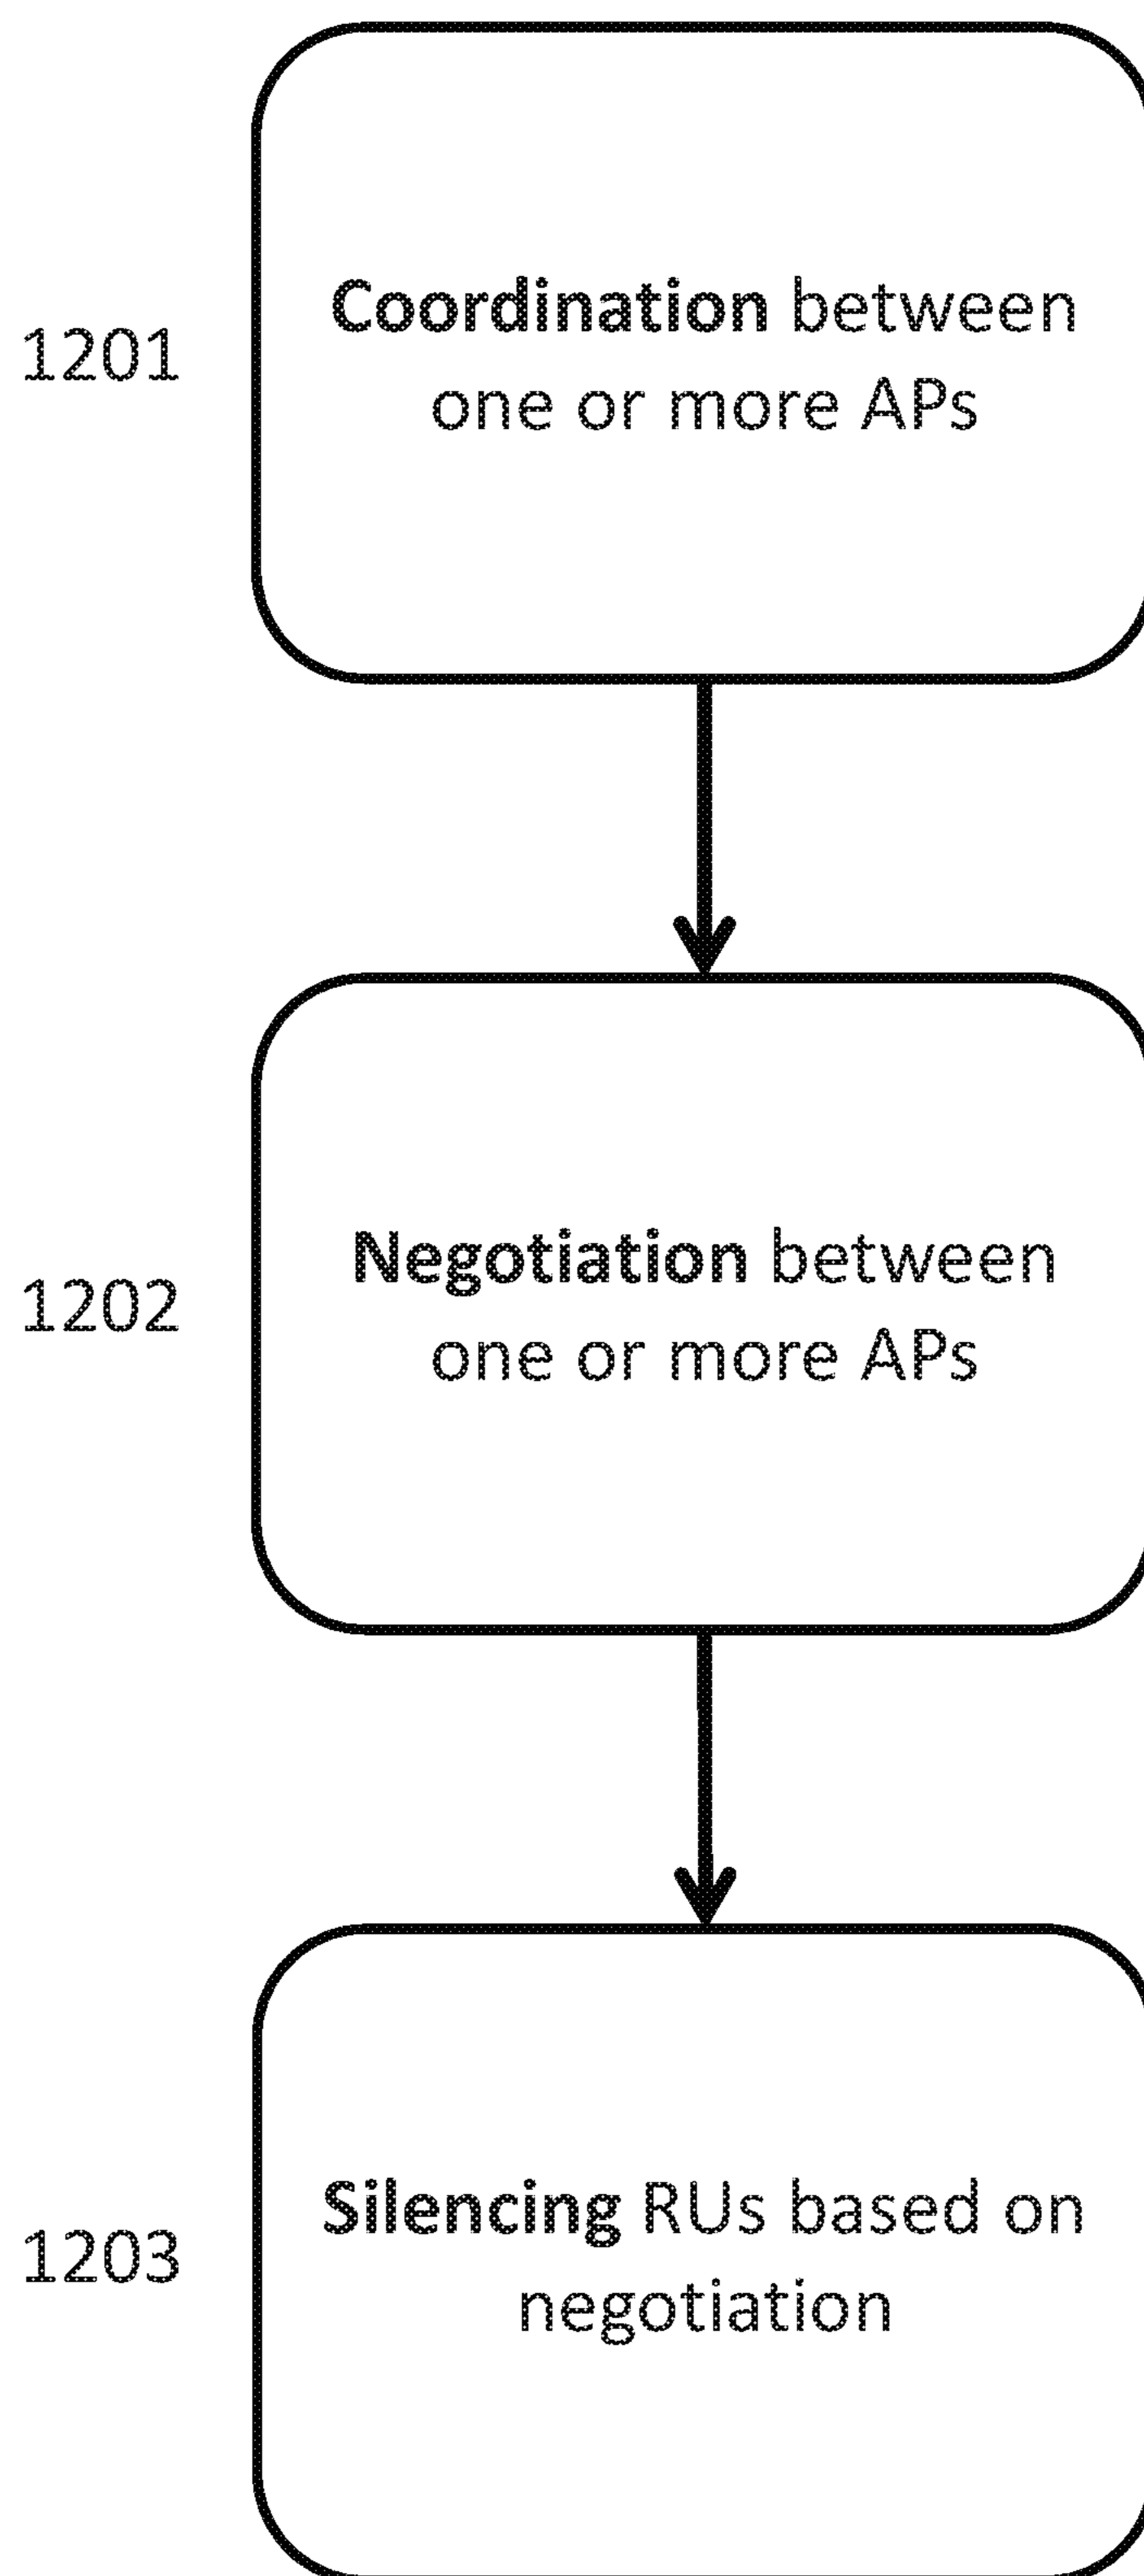 1201
Coordination between
one or more APs
1202
Negotiation between
one or more APs
1203
Silencing RUs based on
negotiation